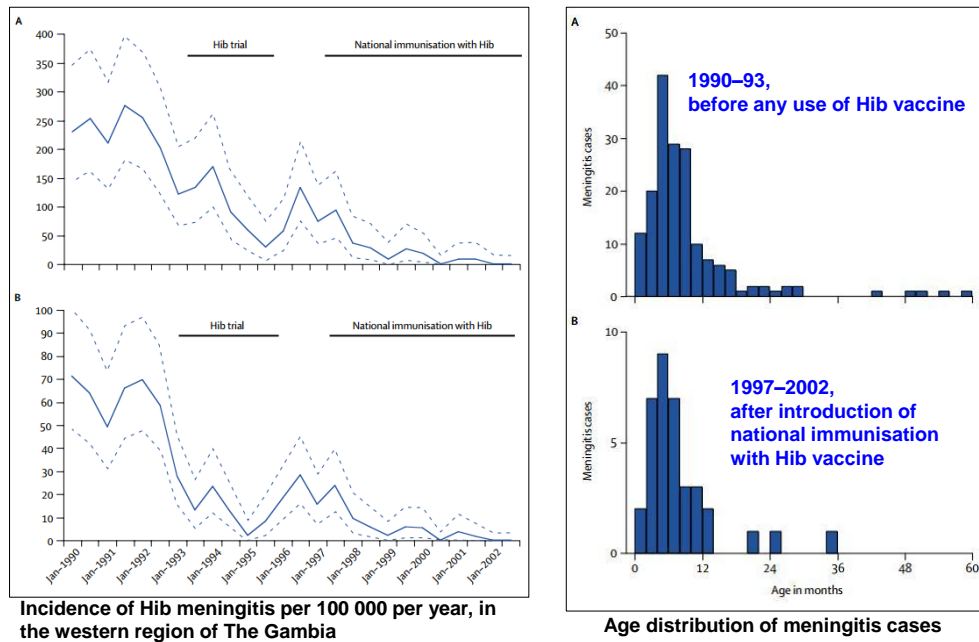 A
400
350
300
250
200
150
100
50
0
Hib trial
National immunisation with Hib
B
100
90
80
70
60
50
40
30
20
10
0
Hib trial
National immunisation with Hib
Jan–1990
Jan–1991
Jan–1992
Jan–1993
Jan–1994
Jan–1995
Jan–1996
Jan–1997
Jan–1998
Jan–1999
Jan–2000
Jan–2001
Jan–2002
Incidence of Hib meningitis per 100 000 per year, in
the western region of The Gambia
A
50
40
30
20
10
0
Meningitis cases
1990–93,
before any use of Hib vaccine
B
10
5
0
Meningitis cases
1997–2002,
after introduction of
national immunisation
with Hib vaccine
0
12
24
36
48
60
Age in months
Age distribution of meningitis cases